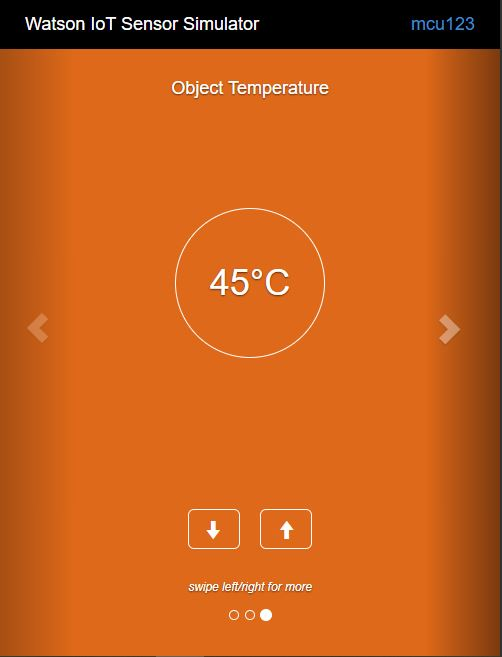 Watson IoT Sensor Simulator mcu123
Object Temperature
45°C
swipe left/right for more